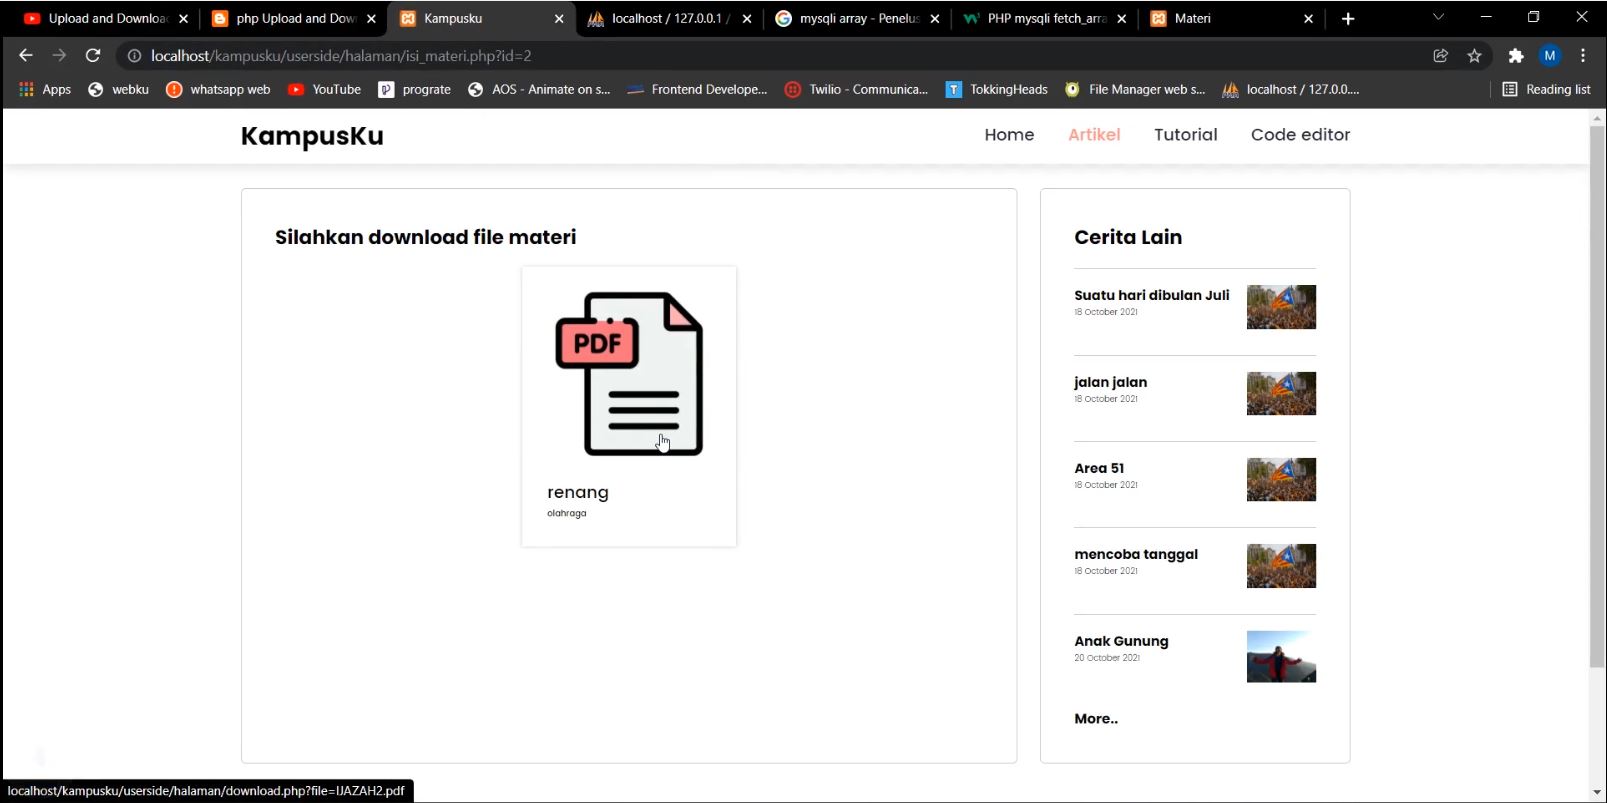 Upload and Download
php Upload and Dow
Kampusku
localhost / 127.0.0.1 /
mysqli array - Penelus
PHP mysqli fetch_arra
Materi
localhost/kampusku/userside/halaman/isi_materi.php?id=2
M
Apps
webku
whatsapp web
YouTube
prograte
AOS - Animate on s...
Frontend Develope...
Twilio - Communica...
TokkingHeads
File Manager web s...
localhost / 127.0.0....
Reading list
KampusKu
Home
Artikel
Tutorial
Code editor
Silahkan download file materi
PDF
renang
olahraga
Cerita Lain
Suatu hari dibulan Juli
18 October 2021
jalan jalan
18 October 2021
Area 51
18 October 2021
mencoba tanggal
18 October 2021
Anak Gunung
20 October 2021
More..
localhost/kampusku/userside/halaman/download.php?file=IJAZAH2.pdf